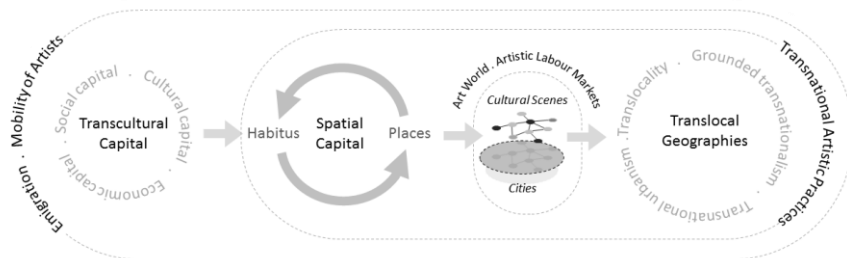 Emigration · Mobility of Artists
Economic capital · Social capital · Cultural capital ·
Transcultural
Capital
Habitus
Spatial
Capital
Places
Art World . Artistic Labour Markets
Cultural Scenes
Cities
Transnational urbanism · Translocality · Grounded transnationalism ·
Translocal
Geographies
Transnational Artistic Practices